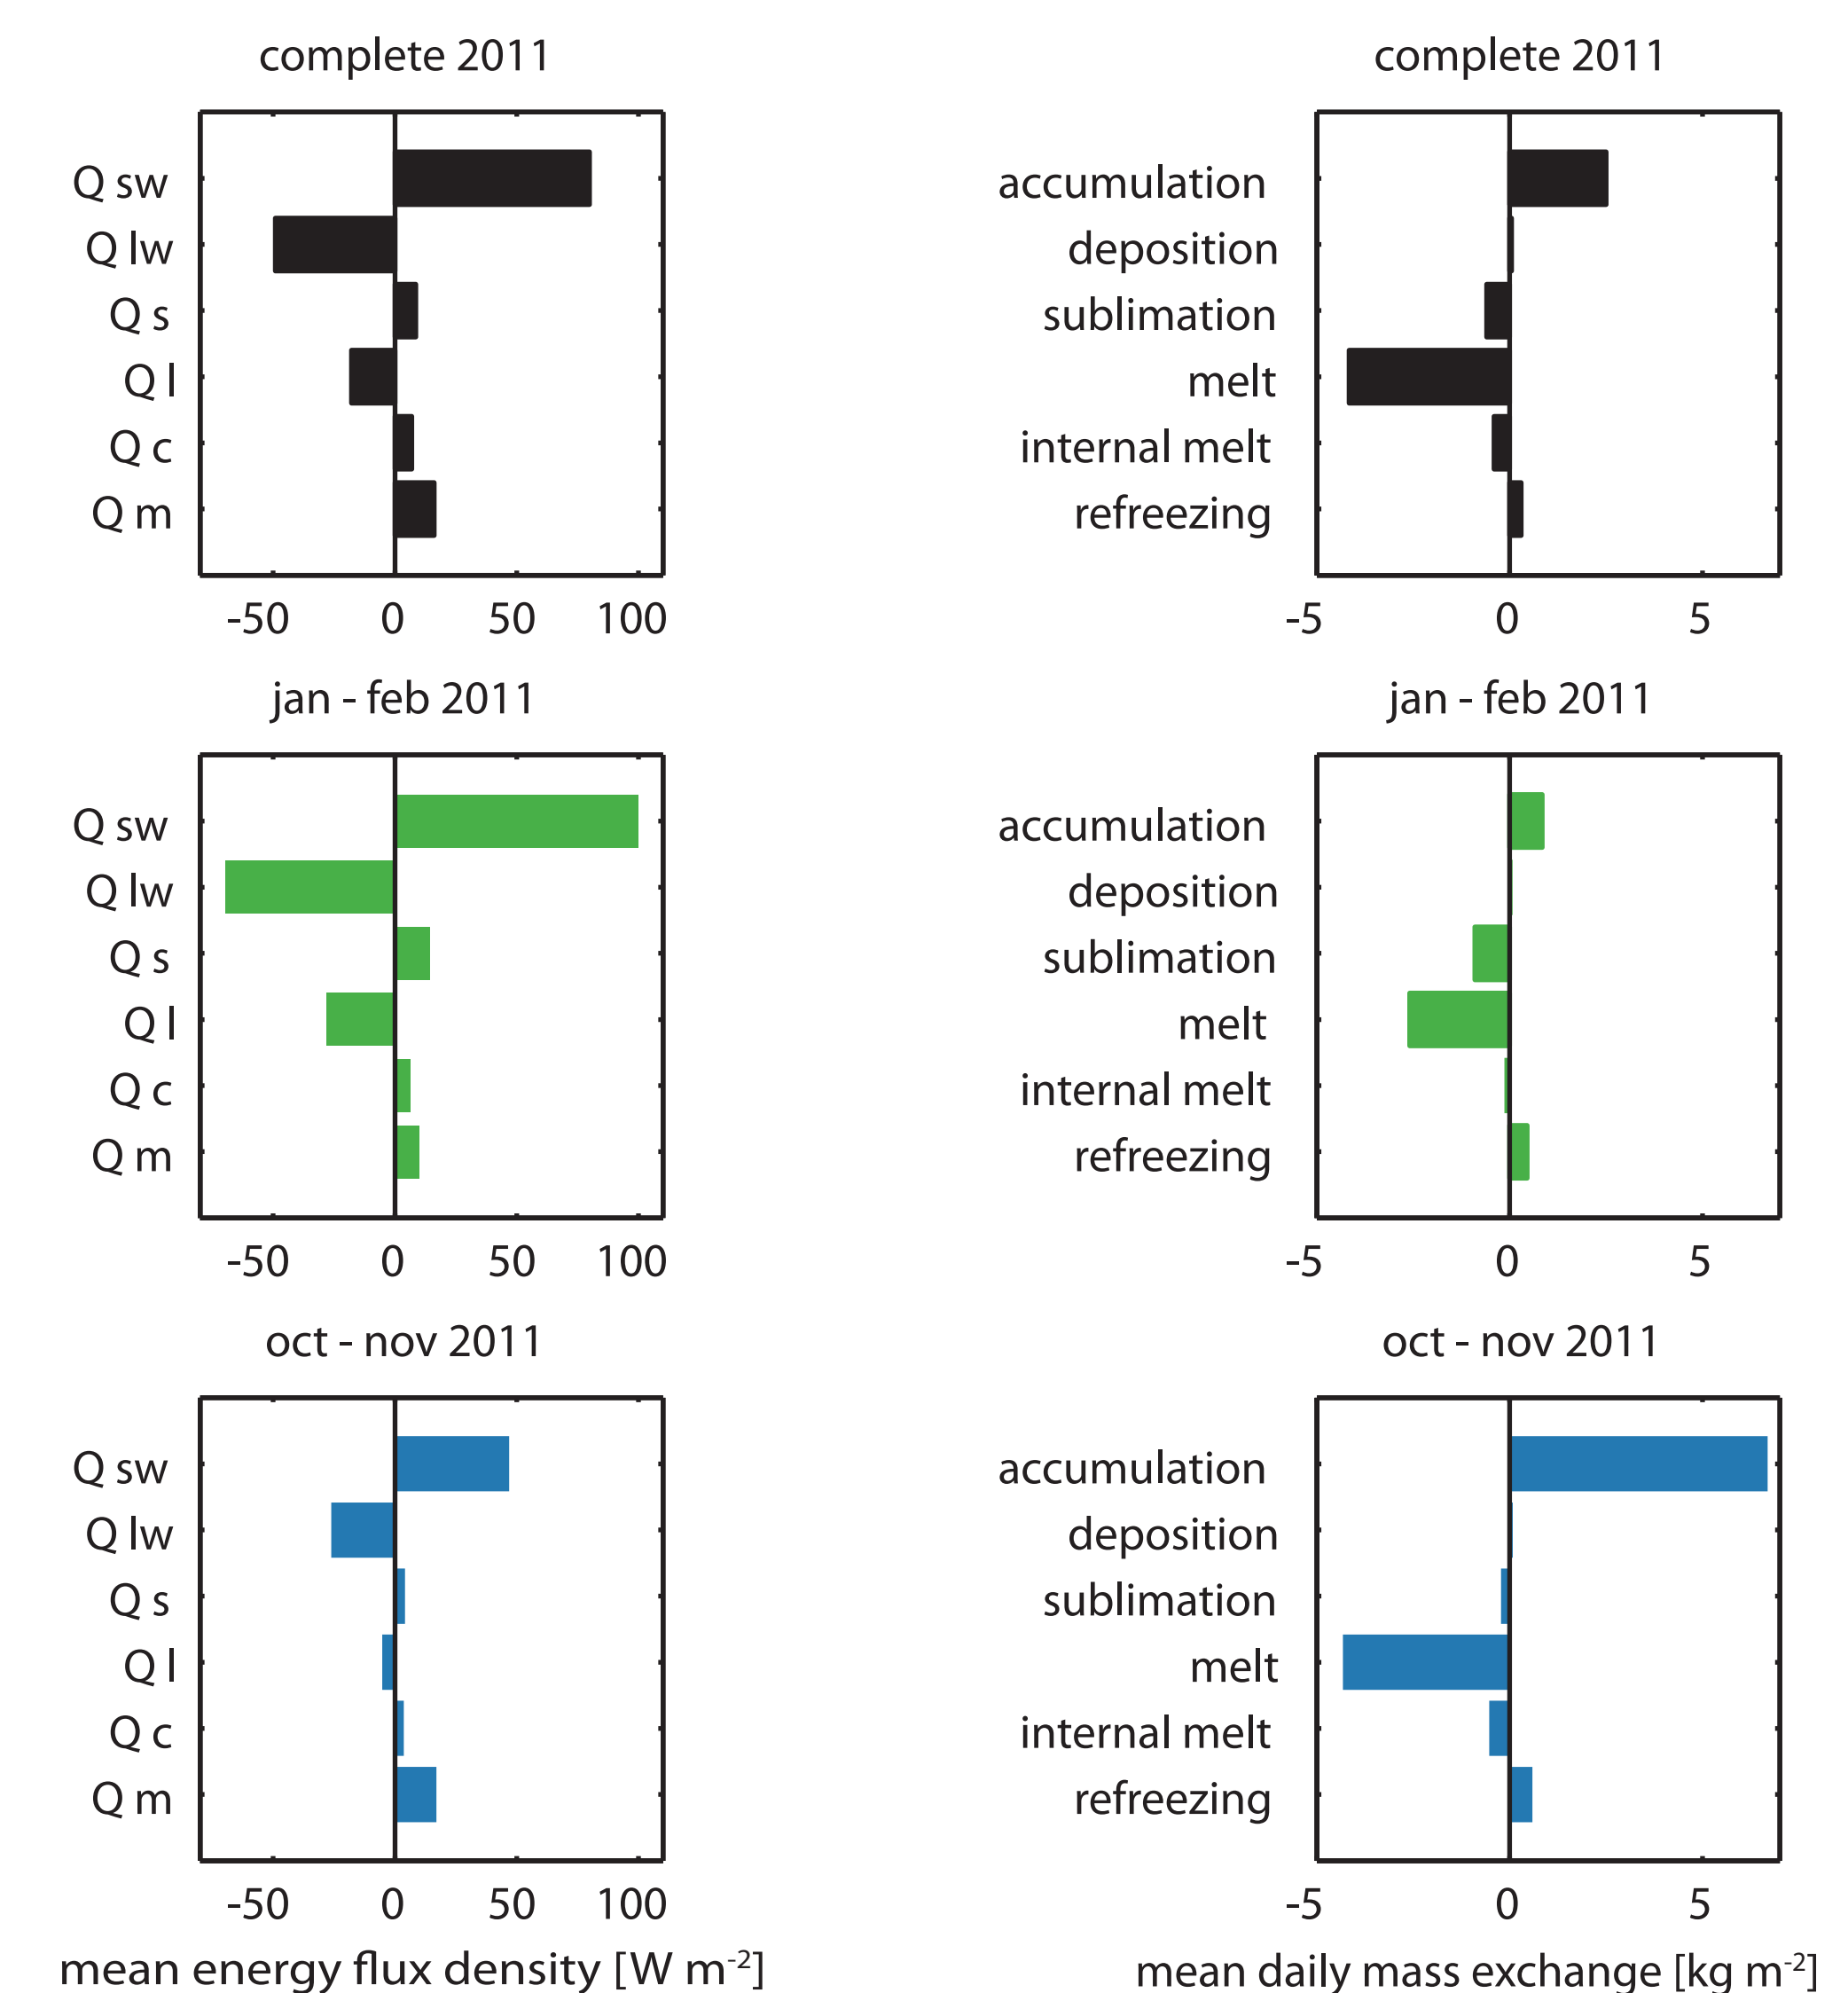 complete 2011
Q sw
Q lw
Q s
Q l
Q c
Q m
-50 0 50 100
complete 2011
accumulation
deposition
sublimation
melt
internal melt
refreezing
-5 0 5
jan - feb 2011
Q sw
Q lw
Q s
Q l
Q c
Q m
-50 0 50 100
jan - feb 2011
accumulation
deposition
sublimation
melt
internal melt
refreezing
-5 0 5
oct - nov 2011
Q sw
Q lw
Q s
Q l
Q c
Q m
-50 0 50 100
mean energy flux density [W m⁻²]
oct - nov 2011
accumulation
deposition
sublimation
melt
internal melt
refreezing
-5 0 5
mean daily mass exchange [kg m⁻²]